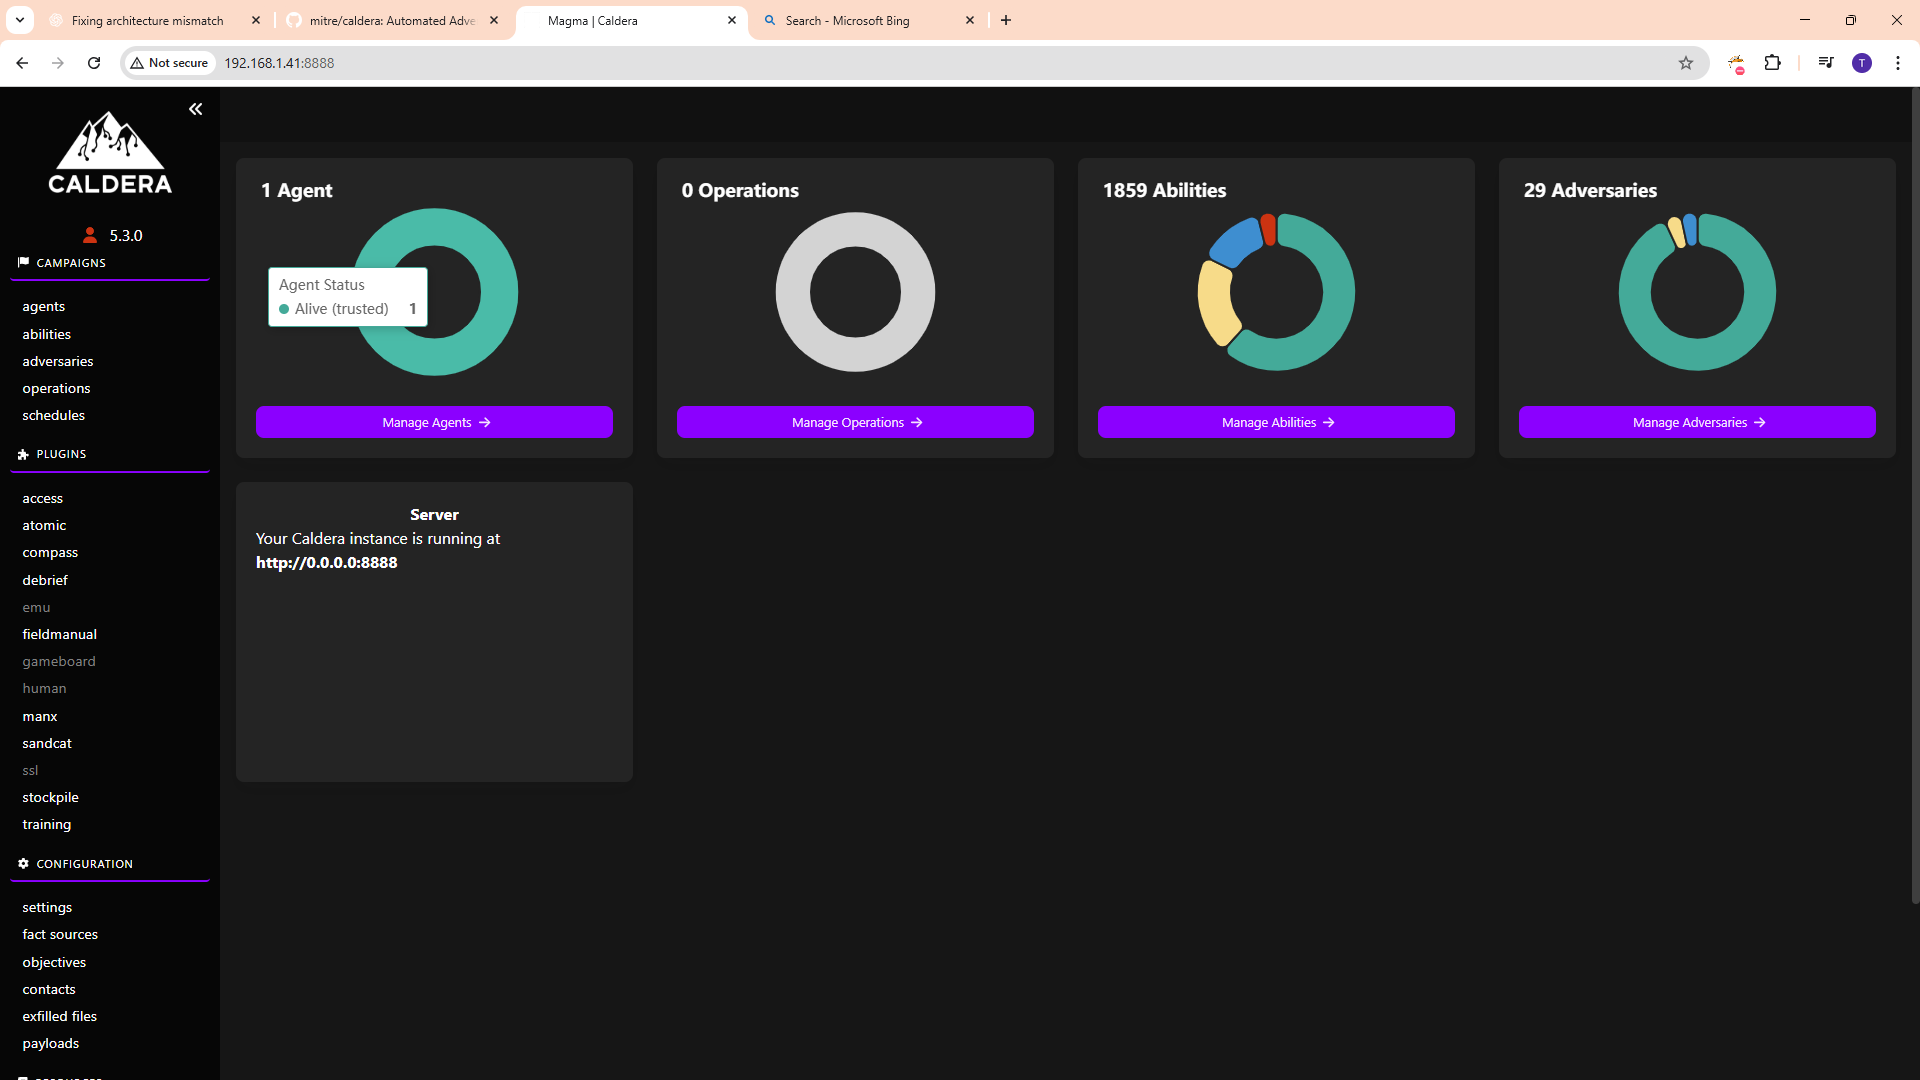 Fixing architecture mismatch
mitre/caldera: Automated Adve
Magma | Caldera
Search - Microsoft Bing
Not secure
192.168.1.41:8888
T
CALDERA
5.3.0
CAMPAIGNS
agents
abilities
adversaries
operations
schedules
PLUGINS
access
atomic
compass
debrief
emu
fieldmanual
gameboard
human
manx
sandcat
ssl
stockpile
training
CONFIGURATION
settings
fact sources
objectives
contacts
exfilled files
payloads
1 Agent
Agent Status
Alive (trusted) 1
Manage Agents
0 Operations
Manage Operations
1859 Abilities
Manage Abilities
29 Adversaries
Manage Adversaries
Server
Your Caldera instance is running at
http://0.0.0.0:8888